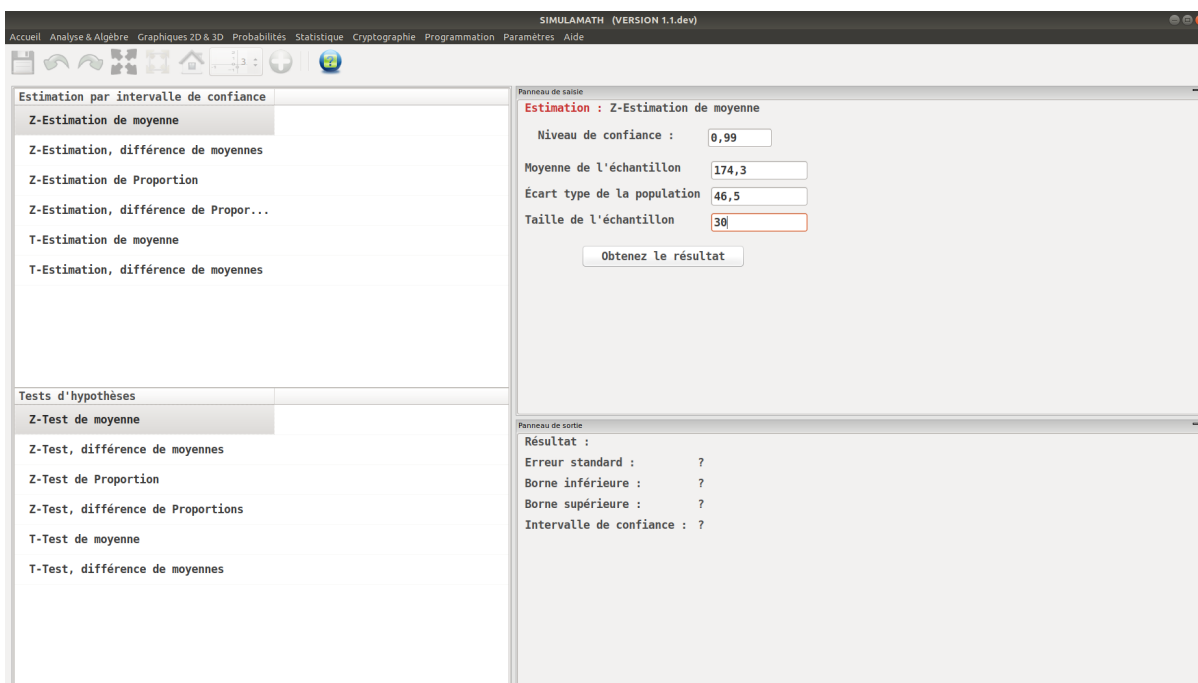 SIMULAMATH (VERSION 1.1.dev)
Accueil Analyse & Algèbre Graphiques 2D & 3D Probabilités Statistique Cryptographie Programmation Paramètres Aide
3
Estimation par intervalle de confiance
Z-Estimation de moyenne
Z-Estimation, différence de moyennes
Z-Estimation de Proportion
Z-Estimation, différence de Propor...
T-Estimation de moyenne
T-Estimation, différence de moyennes
Tests d'hypothèses
Z-Test de moyenne
Z-Test, différence de moyennes
Z-Test de Proportion
Z-Test, différence de Proportions
T-Test de moyenne
T-Test, différence de moyennes
Panneau de saisie
Estimation : Z-Estimation de moyenne
Niveau de confiance : 0,99
Moyenne de l'échantillon 174,3
Écart type de la population 46,5
Taille de l'échantillon 30
Obtenez le résultat
Panneau de sortie
Résultat :
Erreur standard : ?
Borne inférieure : ?
Borne supérieure : ?
Intervalle de confiance : ?